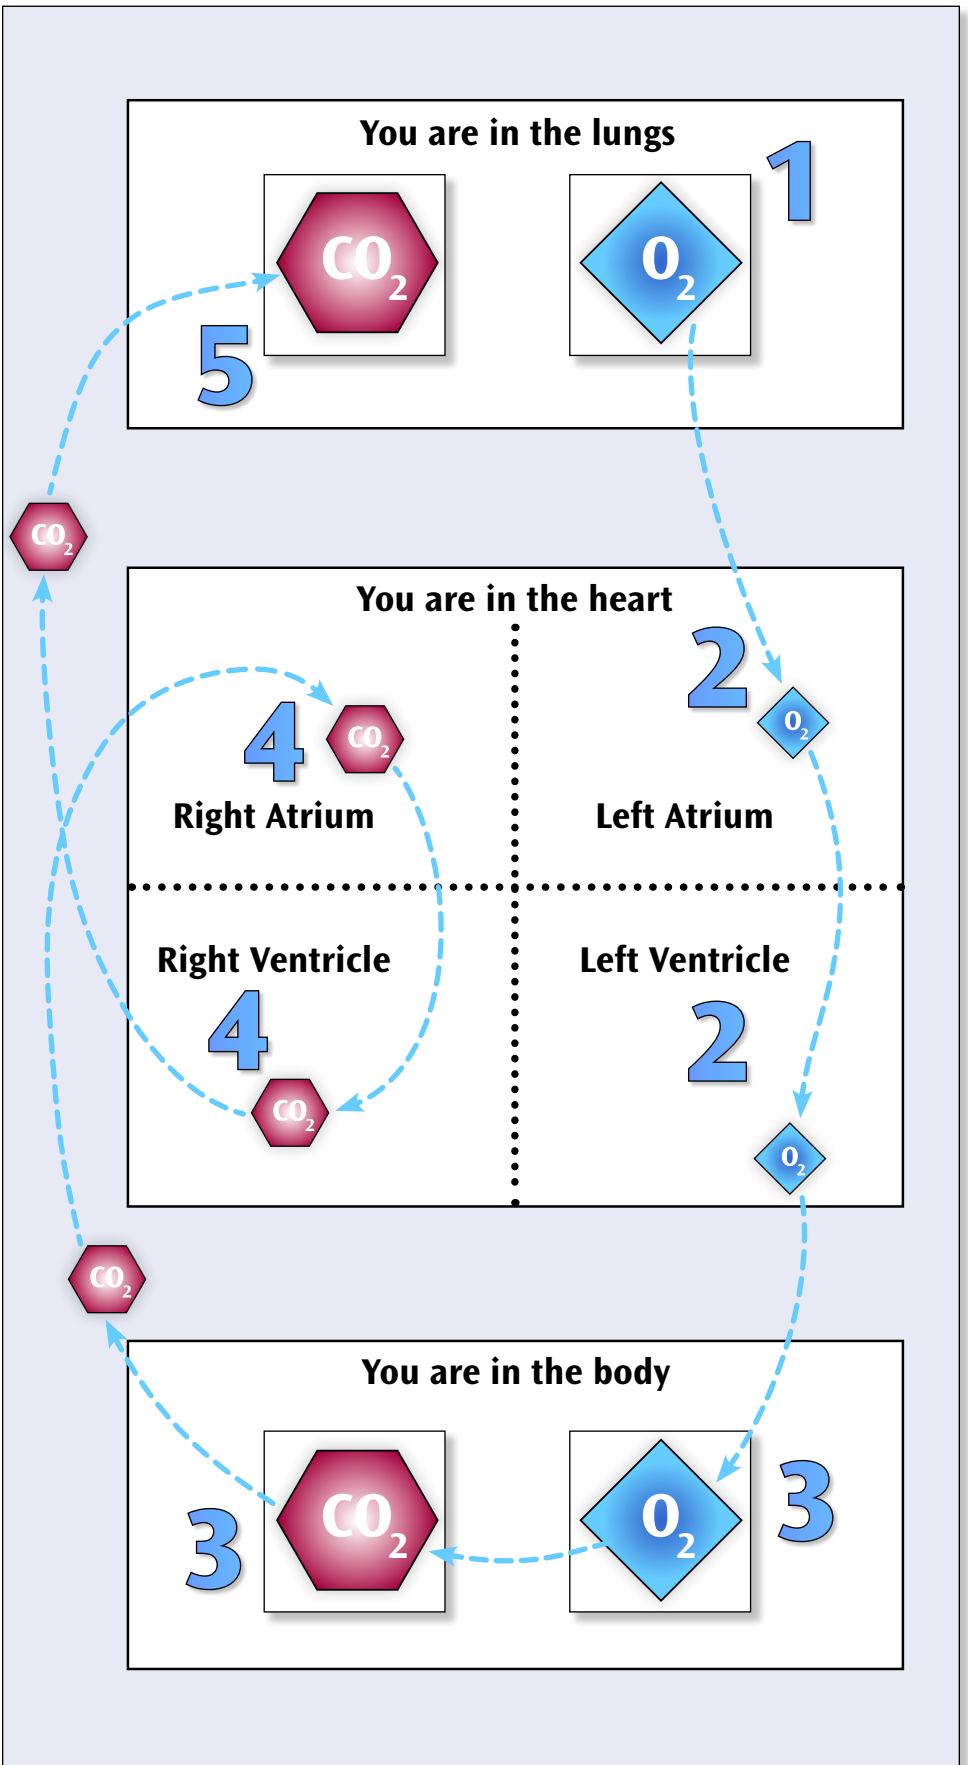 You are in the lungs
1
CO2
O2
5
CO2
You are in the heart
2
4
CO2
O2
Right Atrium
Left Atrium
Right Ventricle
Left Ventricle
4
2
CO2
O2
CO2
You are in the body
3
CO2
O2
3